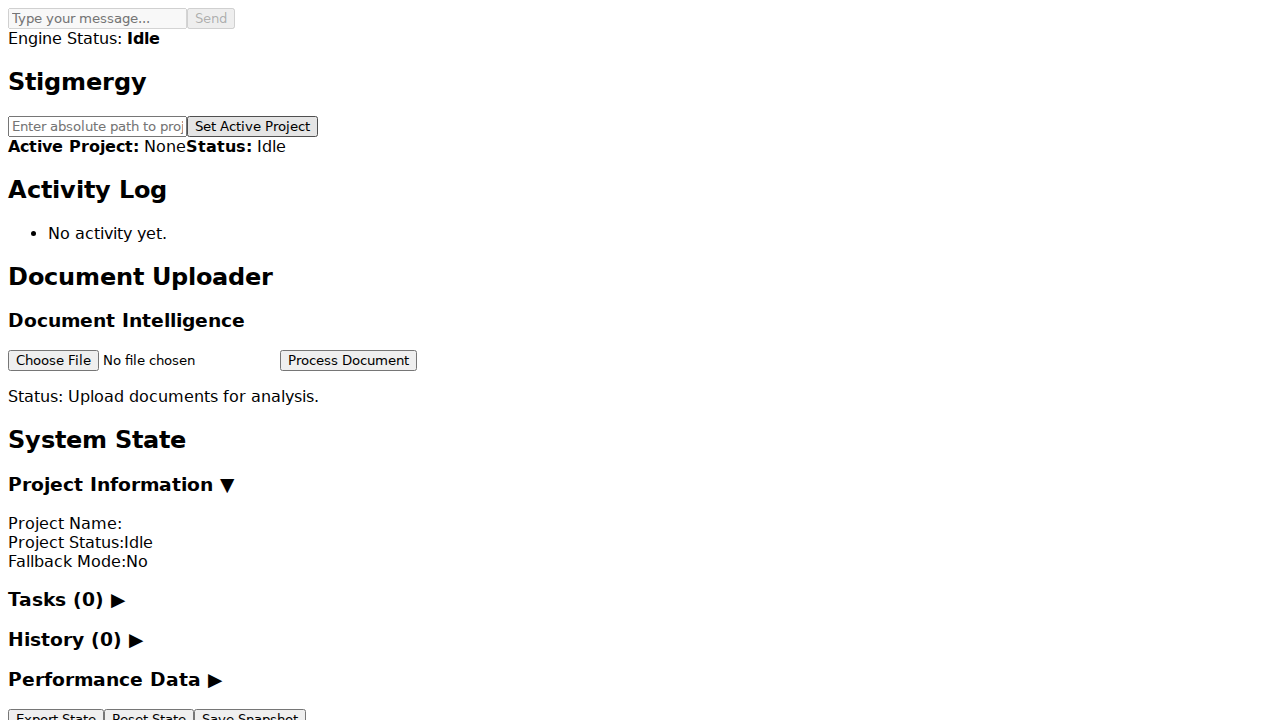 Type your message... Send
Engine Status: Idle
Stigmergy
Enter absolute path to proj Set Active Project
Active Project: NoneStatus: Idle
Activity Log
• No activity yet.
Document Uploader
Document Intelligence
Choose File No file chosen Process Document
Status: Upload documents for analysis.
System State
Project Information ▼
Project Name:
Project Status:Idle
Fallback Mode:No
Tasks (0) ▶
History (0) ▶
Performance Data ▶
Export State Reset State Save Snapshot